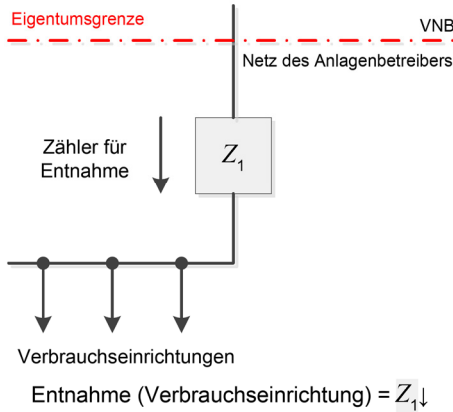 Eigentumsgrenze
VNB
Netz des Anlagenbetreibers
Zähler für
Entnahme
Z1
Verbrauchseinrichtungen
Entnahme (Verbrauchseinrichtung) = Z1↓